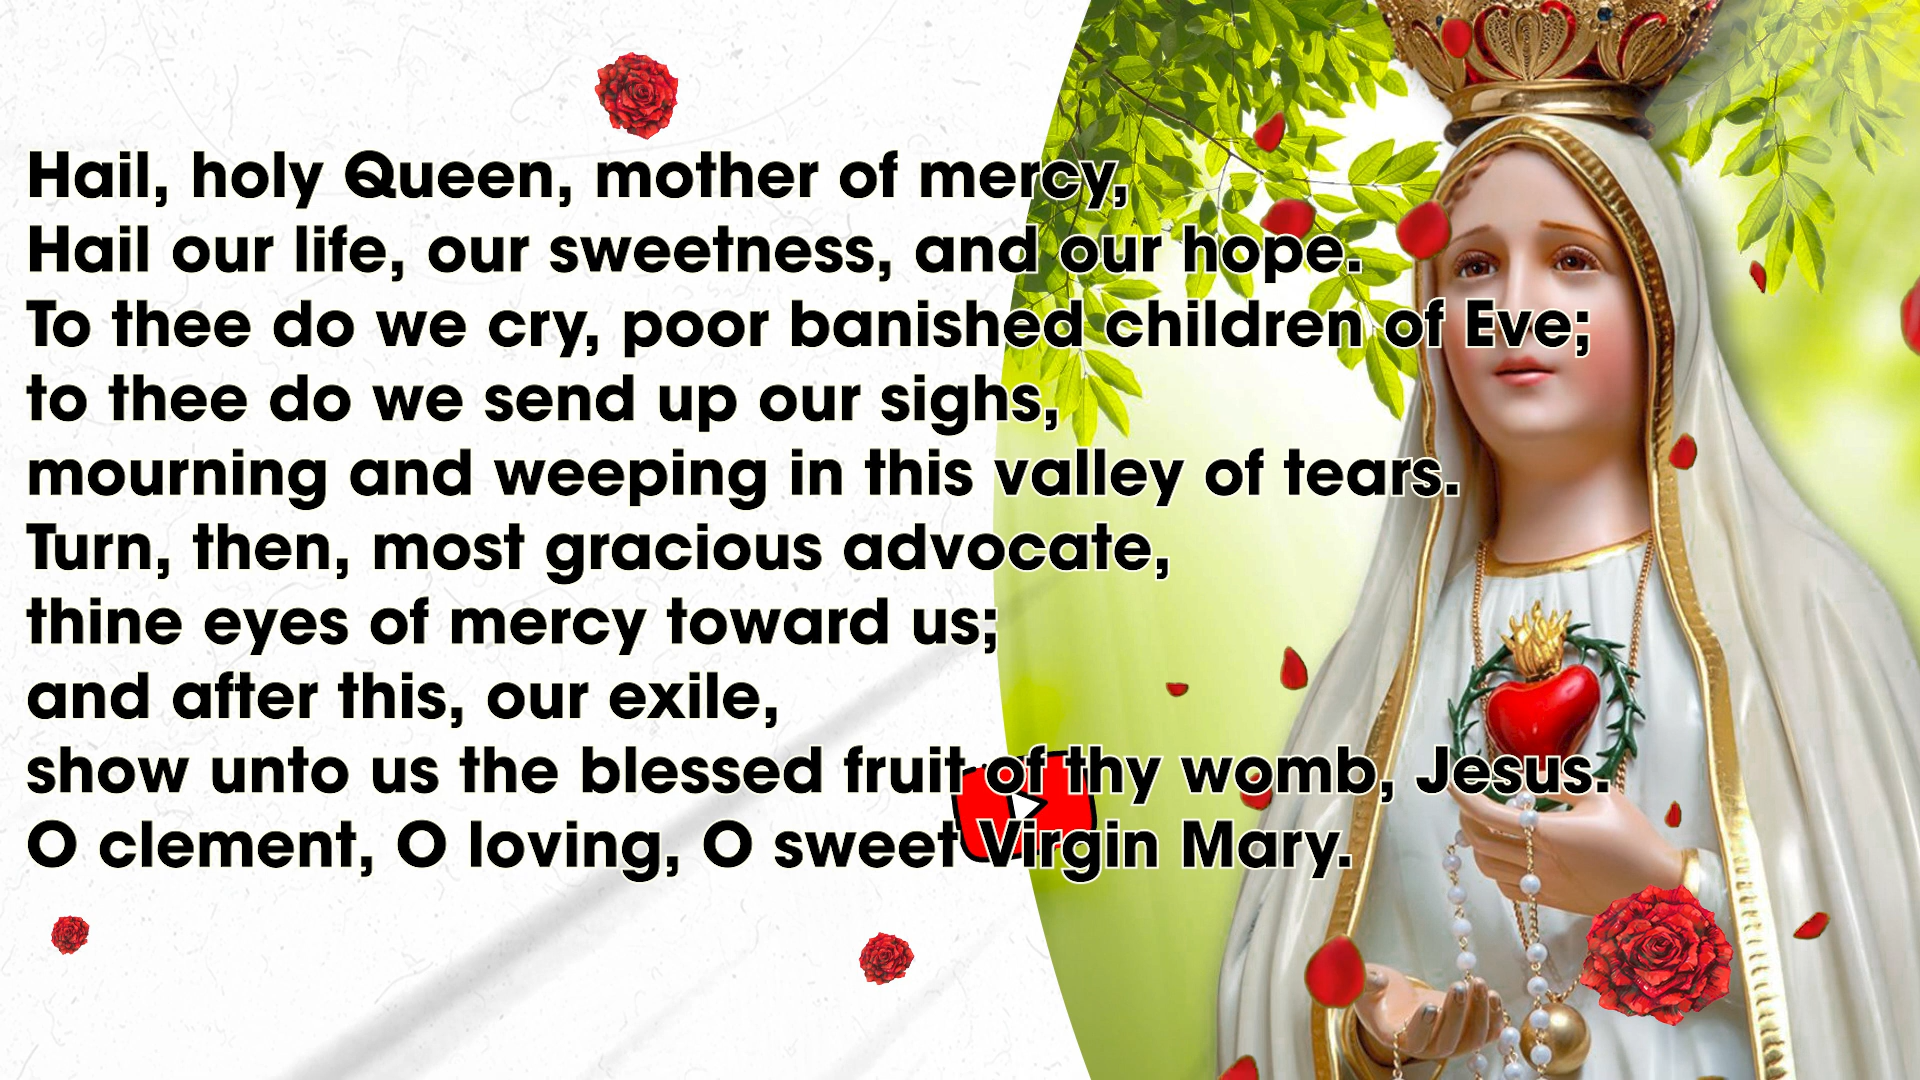 Hail, holy Queen, mother of mercy,
Hail our life, our sweetness, and our hope.
To thee do we cry, poor banished children of Eve;
to thee do we send up our sighs,
mourning and weeping in this valley of tears.
Turn, then, most gracious advocate,
thine eyes of mercy toward us;
and after this, our exile,
show unto us the blessed fruit of thy womb, Jesus.
O clement, O loving, O sweet Virgin Mary.